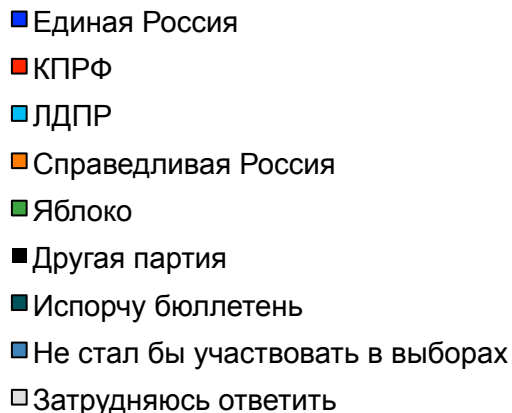 Единая Россия
КПРФ
ЛДПР
Справедливая Россия
Яблоко
Другая партия
Испорчу бюллетень
Не стал бы участвовать в выборах
Затрудняюсь ответить